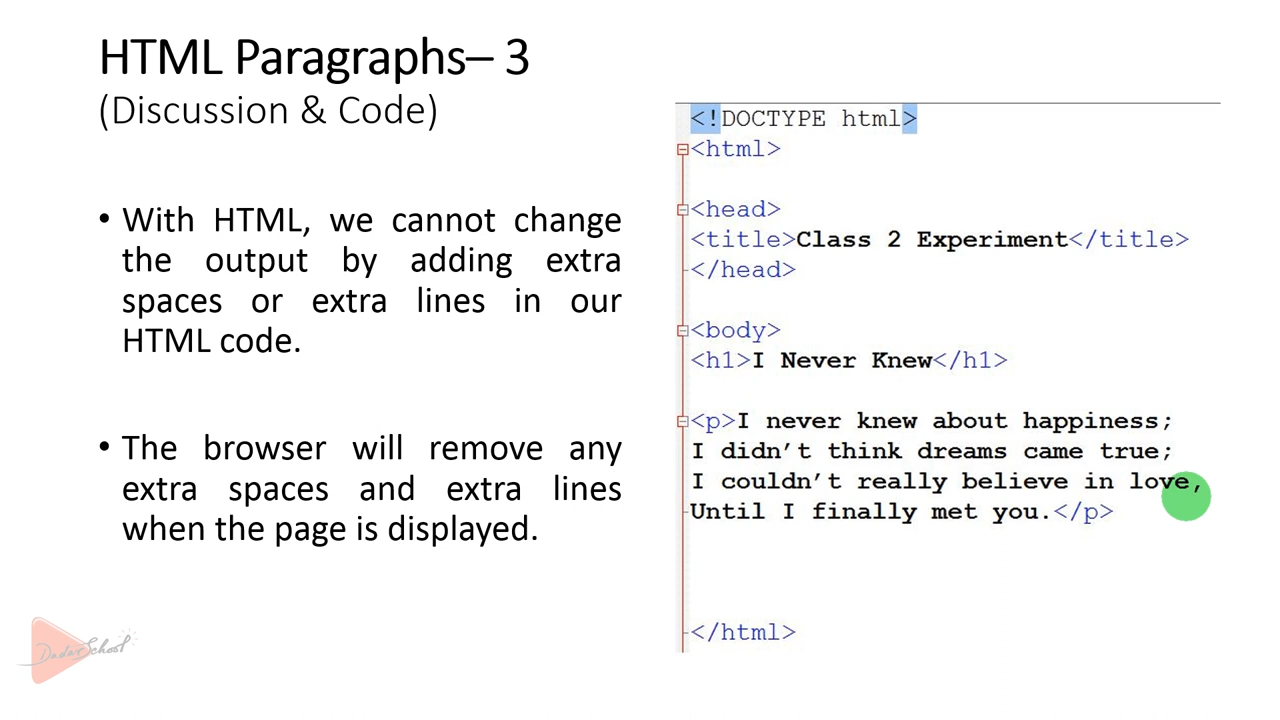 HTML Paragraphs– 3
(Discussion & Code)
• With HTML, we cannot change
the output by adding extra
spaces or extra lines in our
HTML code.
• The browser will remove any
extra spaces and extra lines
when the page is displayed.
<!DOCTYPE html>
<html>
<head>
<title>Class 2 Experiment</title>
</head>
<body>
<h1>I Never Knew</h1>
<p>I never knew about happiness;
I didn’t think dreams came true;
I couldn’t really believe in love,
Until I finally met you.</p>
</html>
Dadar School